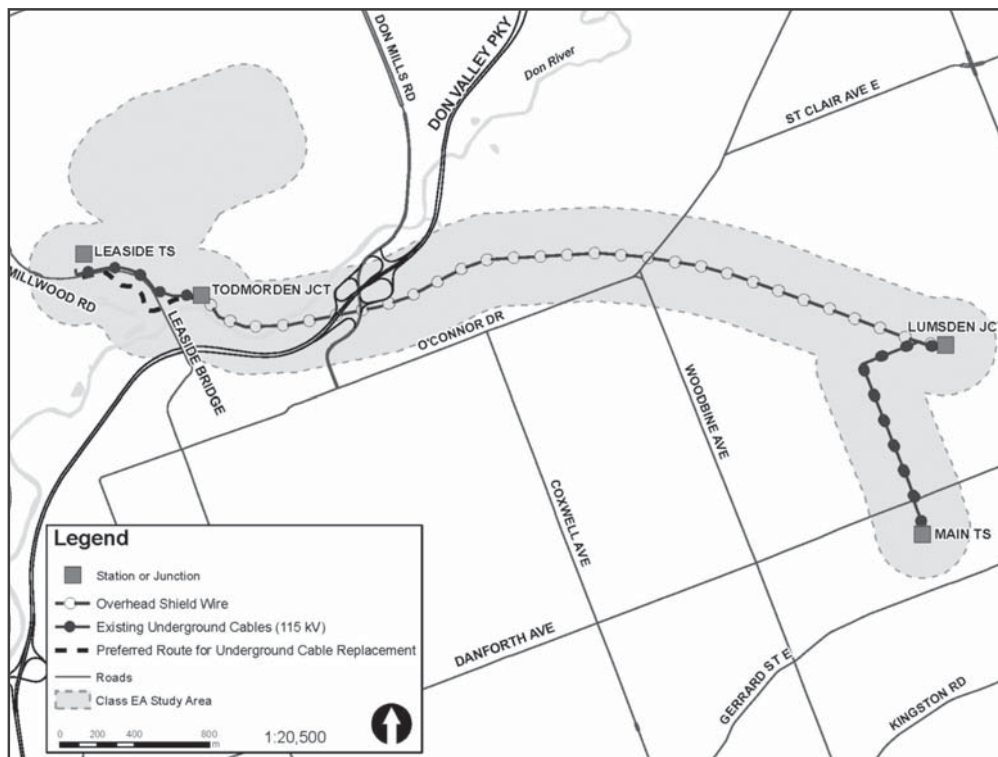 DON MILLS RD
DON VALLEY PKY
Don River
ST CLAIR AVE E
LEASIDE TS
MILLWOOD RD
TODMORDEN JCT
LEASIDE BRIDGE
O'CONNOR DR
LUMSDEN JC
WOODBINE AVE
COXWELL AVE
MAIN TS
DANFORTH AVE
GERRARD ST E
KINGSTON RD
Legend
Station or Junction
Overhead Shield Wire
Existing Underground Cables (115 kV)
Preferred Route for Underground Cable Replacement
Roads
Class EA Study Area
0 200 400 800
m
1:20,500